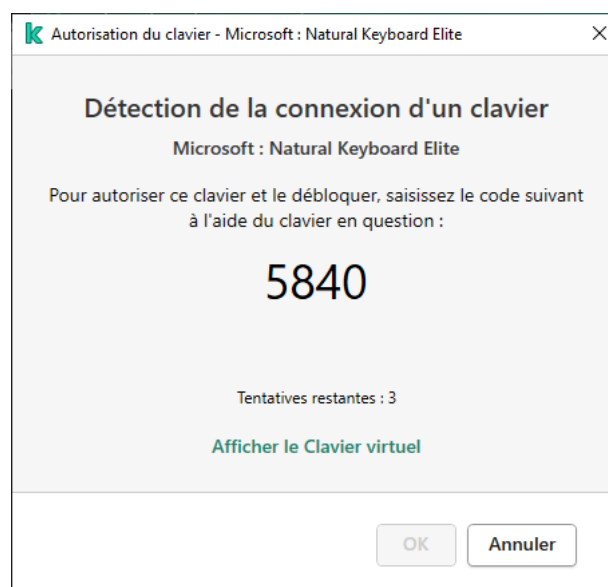 Autorisation du clavier - Microsoft : Natural Keyboard Elite
Détection de la connexion d'un clavier
Microsoft : Natural Keyboard Elite
Pour autoriser ce clavier et le débloquer, saisissez le code suivant
à l'aide du clavier en question :
5840
Tentatives restantes : 3
Afficher le Clavier virtuel
OK
Annuler